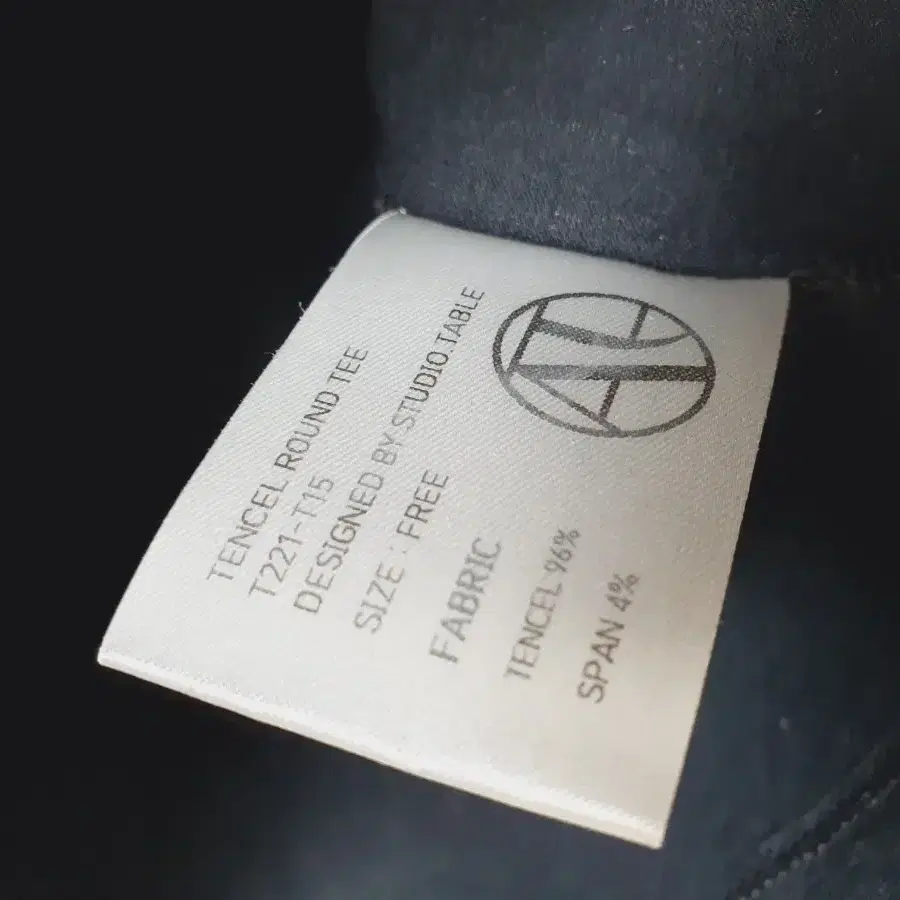 TENCEL ROUND TEE
T221-T15
DESIGNED BY STUDIO.TABLE
SIZE : FREE
FABRIC
TENCEL 96%
SPAN 4%